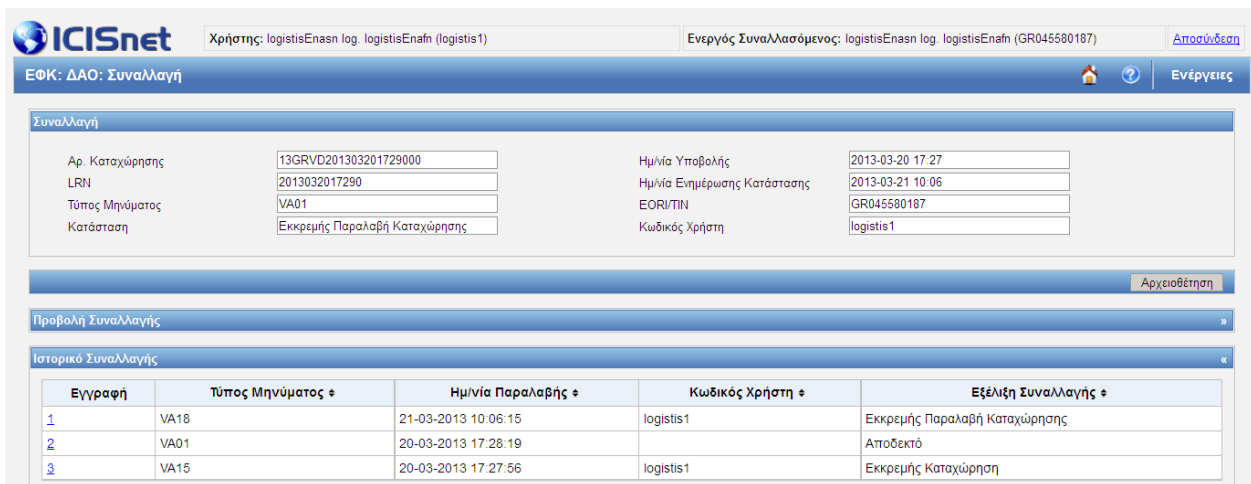 ICISnet Χρήστης: logistisEnasn log. logistisEnafn (logistis1) Ενεργός Συναλλασόμενος: logistisEnasn log. logistisEnafn (GR045580187) Αποσύνδεση
ΕΦΚ: ΔΑΟ: Συναλλαγή ? Ενέργειες
Συναλλαγή
Αρ. Καταχώρησης 13GRVD201303201729000 Ημ/νία Υποβολής 2013-03-20 17:27
LRN 2013032017290 Ημ/νία Ενημέρωσης Κατάστασης 2013-03-21 10:06
Τύπος Μηνύματος VA01 EORI/TIN GR045580187
Κατάσταση Εκκρεμής Παραλαβή Καταχώρησης Κωδικός Χρήστη logistis1
Αρχειοθέτηση
Προβολή Συναλλαγής »
Ιστορικό Συναλλαγής «
Εγγραφή Τύπος Μηνύματος Ημ/νία Παραλαβής Κωδικός Χρήστη Εξέλιξη Συναλλαγής
1 VA18 21-03-2013 10:06:15 logistis1 Εκκρεμής Παραλαβή Καταχώρησης
2 VA01 20-03-2013 17:28:19 Αποδεκτό
3 VA15 20-03-2013 17:27:56 logistis1 Εκκρεμής Καταχώρηση